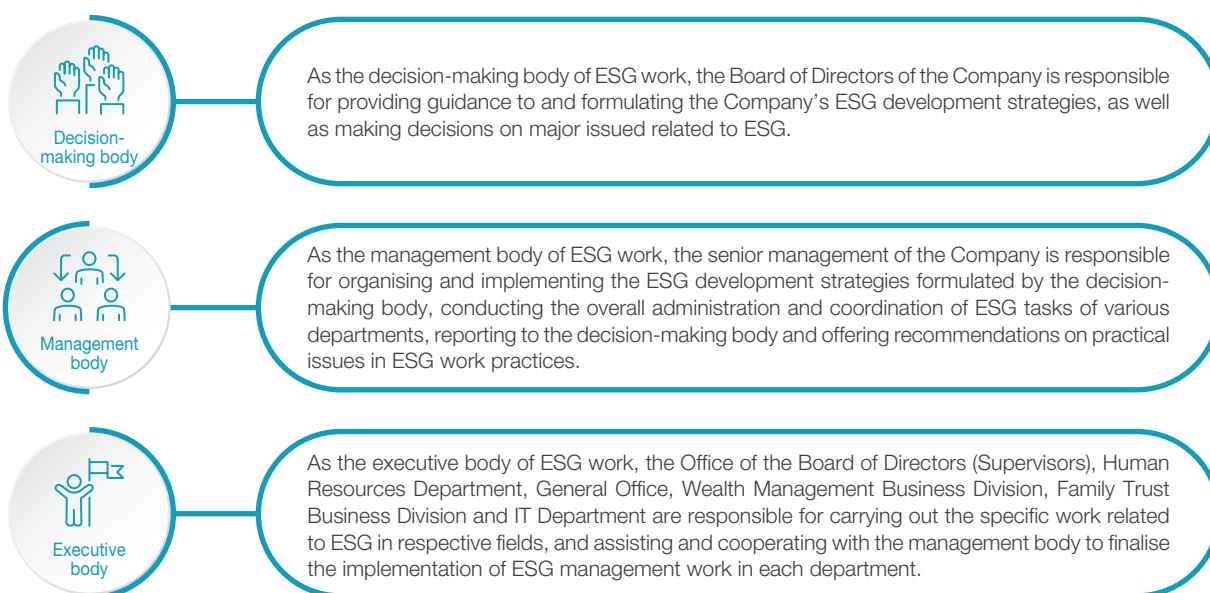 Decision-
making body
As the decision-making body of ESG work, the Board of Directors of the Company is responsible
for providing guidance to and formulating the Company's ESG development strategies, as well
as making decisions on major issued related to ESG.
Management
body
As the management body of ESG work, the senior management of the Company is responsible
for organising and implementing the ESG development strategies formulated by the decision-
making body, conducting the overall administration and coordination of ESG tasks of various
departments, reporting to the decision-making body and offering recommendations on practical
issues in ESG work practices.
Executive
body
As the executive body of ESG work, the Office of the Board of Directors (Supervisors), Human
Resources Department, General Office, Wealth Management Business Division, Family Trust
Business Division and IT Department are responsible for carrying out the specific work related
to ESG in respective fields, and assisting and cooperating with the management body to finalise
the implementation of ESG management work in each department.